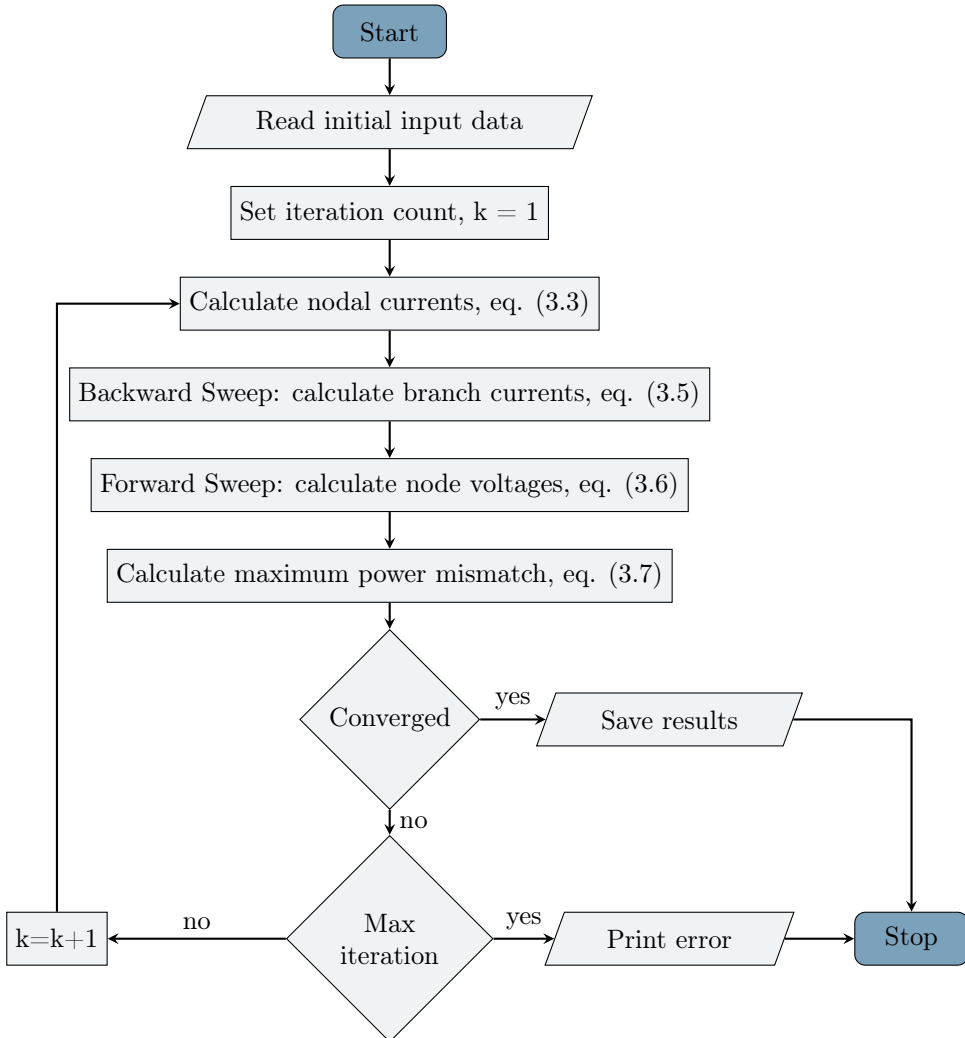 Start
Read initial input data
Set iteration count, k = 1
Calculate nodal currents, eq. (3.3)
Backward Sweep: calculate branch currents, eq. (3.5)
Forward Sweep: calculate node voltages, eq. (3.6)
Calculate maximum power mismatch, eq. (3.7)
Converged
yes
Save results
no
k=k+1
no
Max
iteration
yes
Print error
Stop